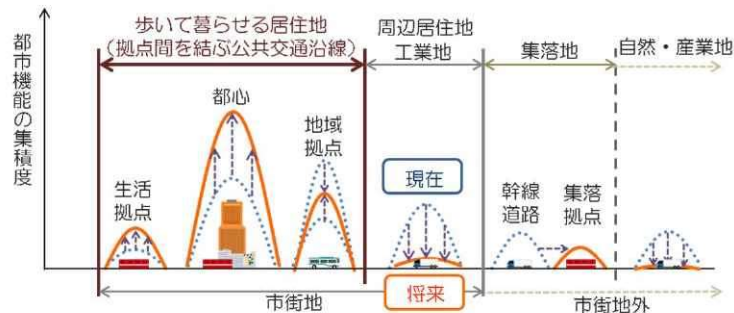 都市機能の集積度
歩いて暮らせる居住地
(拠点間を結ぶ公共交通沿線)
周辺居住地
工業地
集落地
自然・産業地
都心
地域
拠点
生活
拠点
現在
幹線
道路
集落
拠点
市街地
将来
市街地外